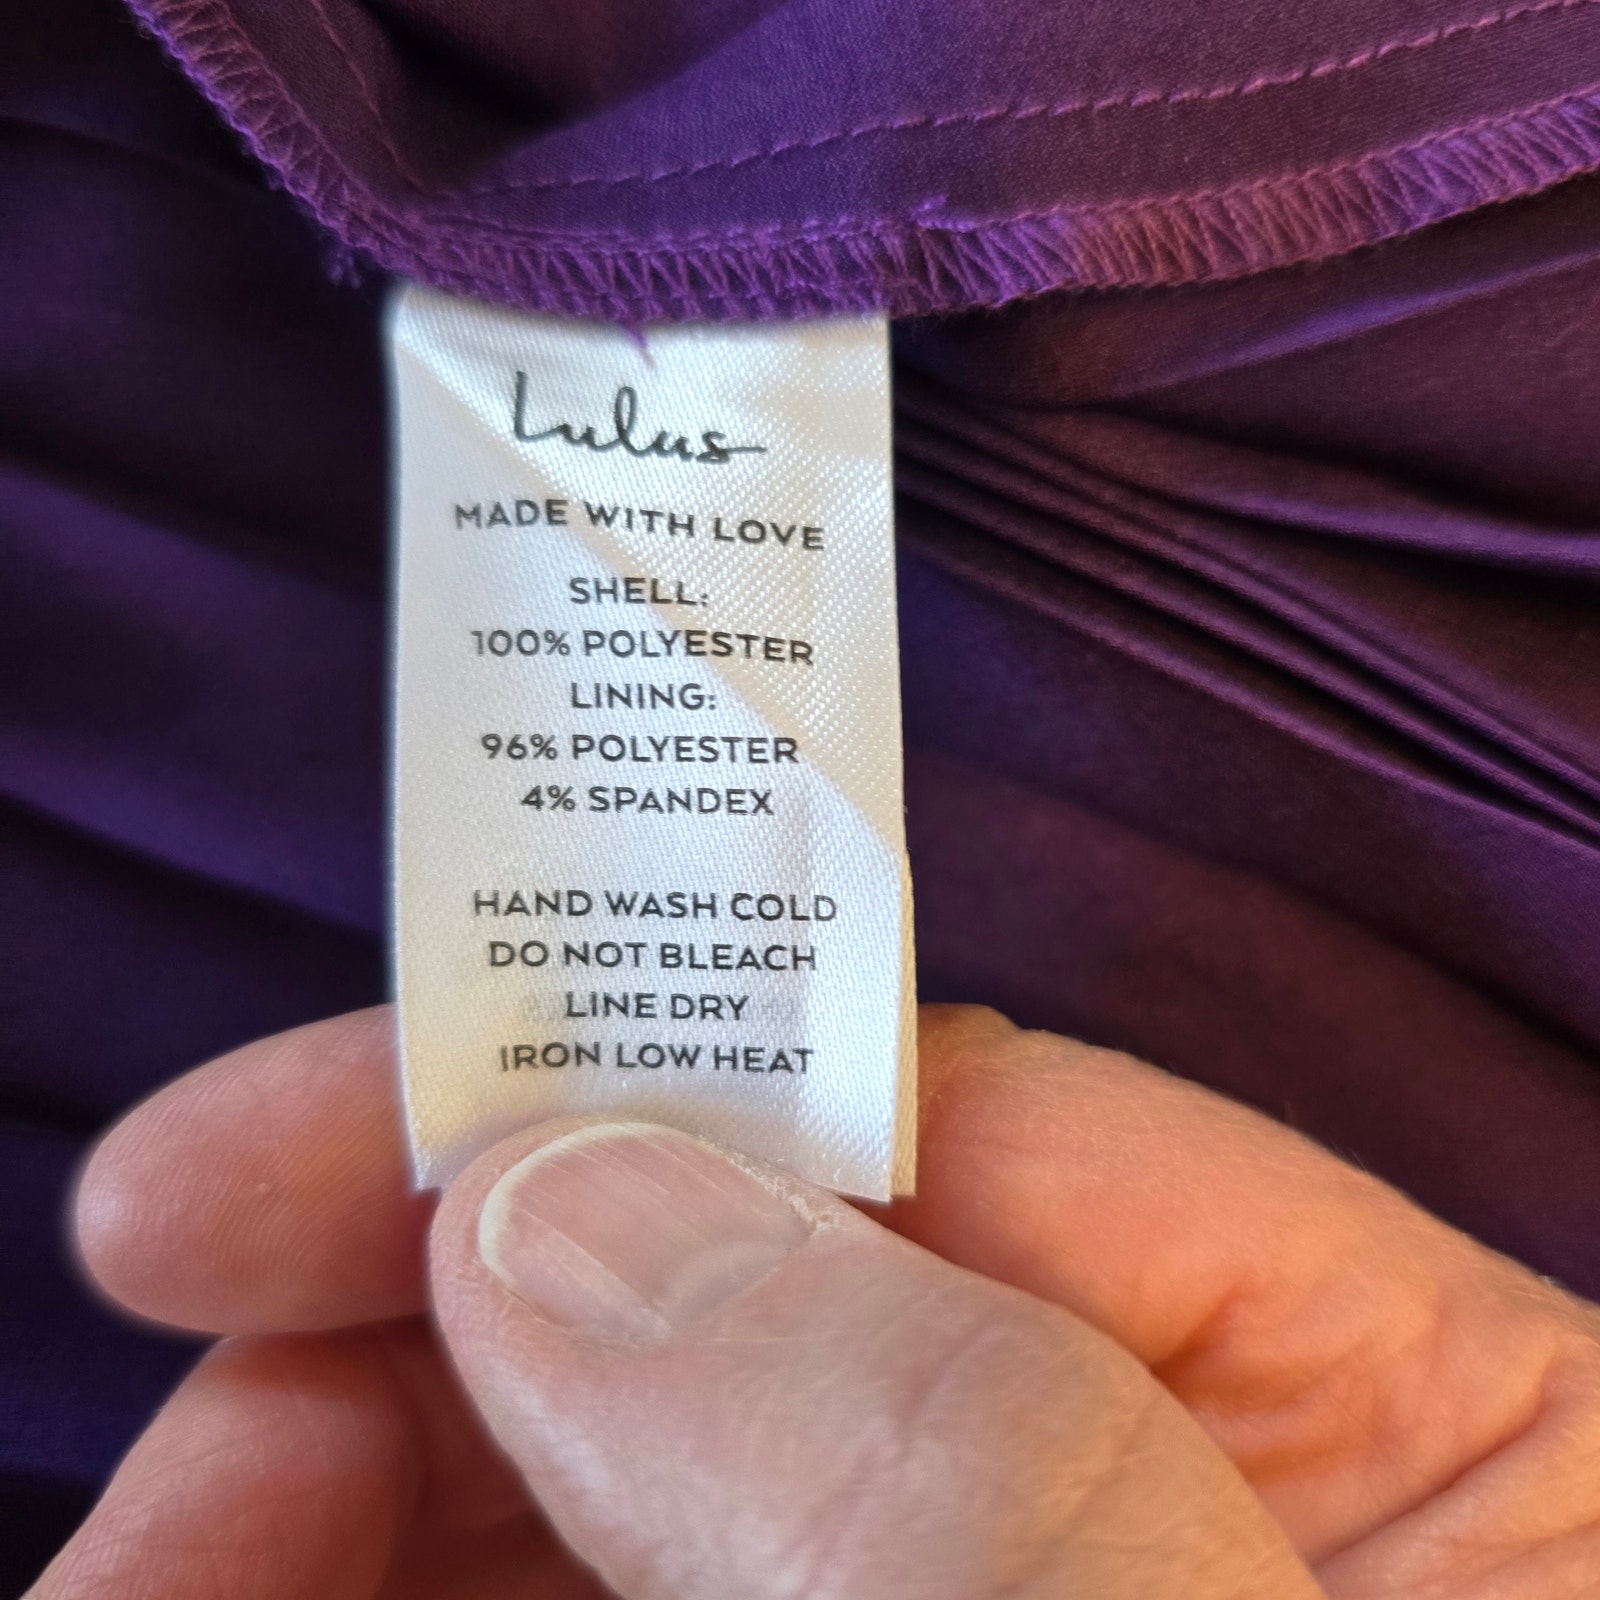 Lulus
MADE WITH LOVE
SHELL:
100% POLYESTER
LINING:
96% POLYESTER
4% SPANDEX
HAND WASH COLD
DO NOT BLEACH
LINE DRY
IRON LOW HEAT